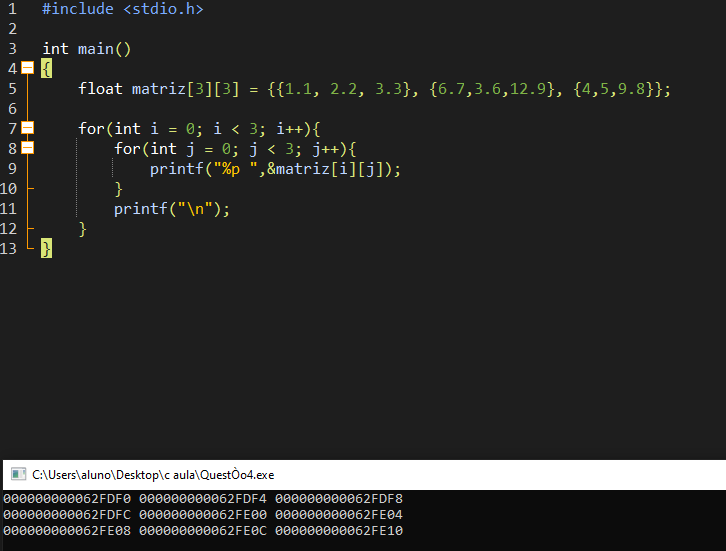 1 #include <stdio.h>
2
3 int main()
4 {
5 float matriz[3][3] = {{1.1, 2.2, 3.3}, {6.7,3.6,12.9}, {4,5,9.8}};
6
7 for(int i = 0; i < 3; i++){
8 for(int j = 0; j < 3; j++){
9 printf("%p ",&matriz[i][j]);
10 }
11 printf("\n");
12 }
13 }
C:\Users\aluno\Desktop\c aula\QuestÒo4.exe
000000000062FDF0 000000000062FDF4 000000000062FDF8
000000000062FDFC 000000000062FE00 000000000062FE04
000000000062FE08 000000000062FE0C 000000000062FE10